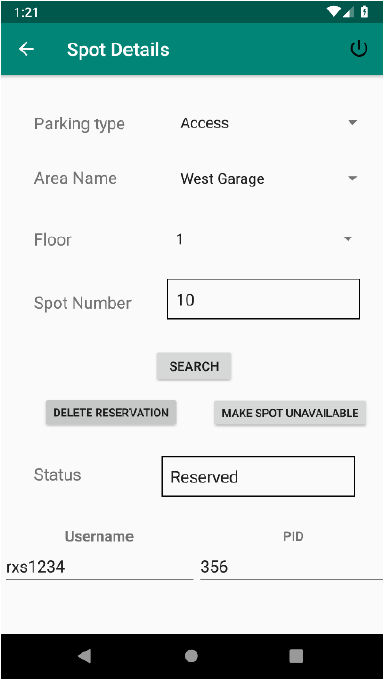 1:21
Spot Details
Parking type Access
Area Name West Garage
Floor 1
Spot Number 10
SEARCH
DELETE RESERVATION MAKE SPOT UNAVAILABLE
Status Reserved
Username PID
rxs1234 356